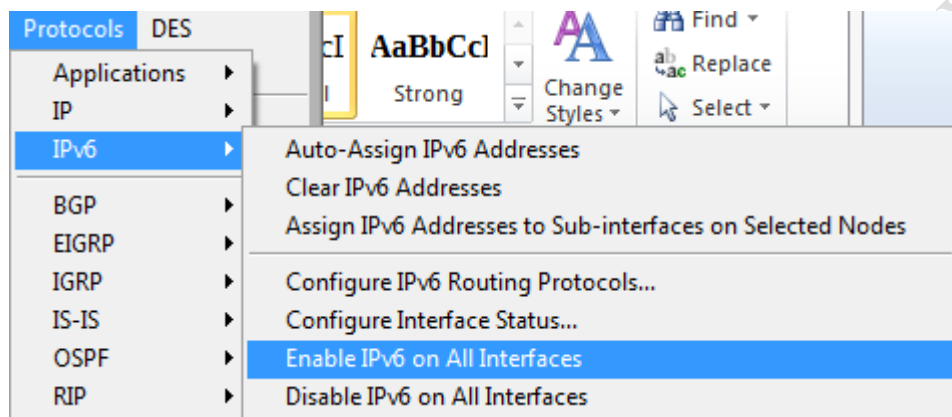 Protocols DES
Applications
IP
IPv6
BGP
EIGRP
IGRP
IS-IS
OSPF
RIP
Auto-Assign IPv6 Addresses
Clear IPv6 Addresses
Assign IPv6 Addresses to Sub-interfaces on Selected Nodes
Configure IPv6 Routing Protocols...
Configure Interface Status...
Enable IPv6 on All Interfaces
Disable IPv6 on All Interfaces
AaBbCcl
Strong
Change
Styles
Find
Replace
Select